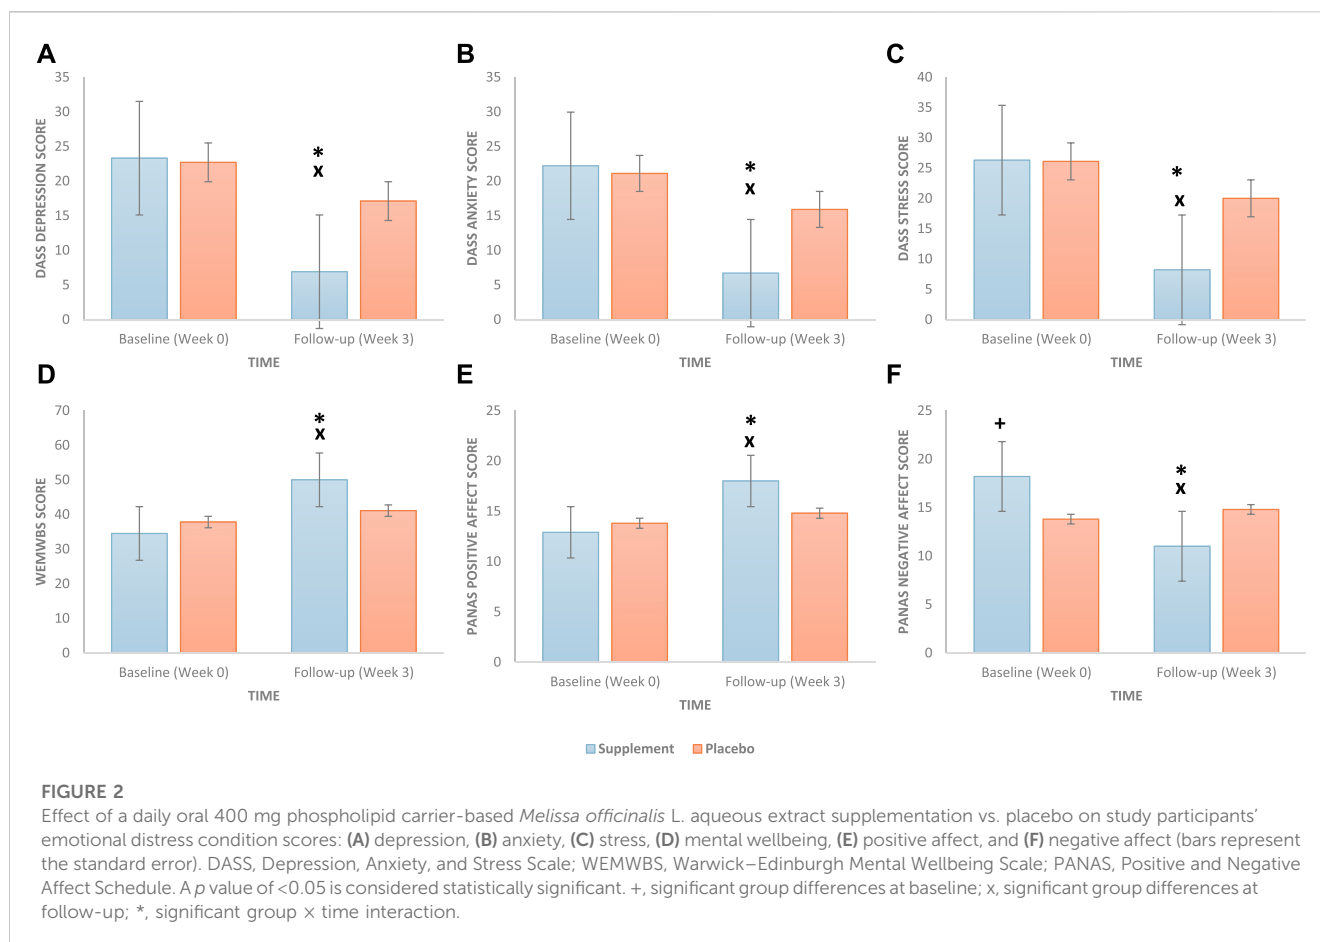 A
DASS DEPRESSION SCORE
35
30
25
20
15
10
5
0
*
x
Baseline (Week 0)
Follow-up (Week 3)
TIME
B
DASS ANXIETY SCORE
35
30
25
20
15
10
5
0
*
x
Baseline (Week 0)
Follow-up (Week 3)
TIME
C
DASS STRESS SCORE
40
35
30
25
20
15
10
5
0
*
x
Baseline (Week 0)
Follow-up (Week 3)
TIME
D
WEMWBS SCORE
70
60
50
40
30
20
10
0
*
x
Baseline (Week 0)
Follow-up (Week 3)
TIME
E
PANAS POSITIVE AFFECT SCORE
25
20
15
10
5
0
*
x
Baseline (Week 0)
Follow-up (Week 3)
TIME
F
PANAS NEGATIVE AFFECT SCORE
25
20
15
10
5
0
+
*
x
Baseline (Week 0)
Follow-up (Week 3)
TIME
Supplement
Placebo
FIGURE 2
Effect of a daily oral 400 mg phospholipid carrier-based Melissa officinalis L. aqueous extract supplementation vs. placebo on study participants’
emotional distress condition scores: (A) depression, (B) anxiety, (C) stress, (D) mental wellbeing, (E) positive affect, and (F) negative affect (bars represent
the standard error). DASS, Depression, Anxiety, and Stress Scale; WEMWBS, Warwick–Edinburgh Mental Wellbeing Scale; PANAS, Positive and Negative
Affect Schedule. A p value of <0.05 is considered statistically significant. +, significant group differences at baseline; x, significant group differences at
follow-up; *, significant group × time interaction.